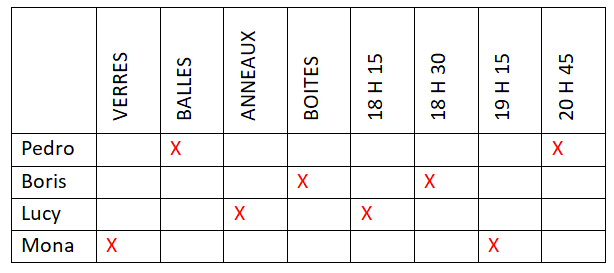 VERRES BALLES ANNEAUX BOITES 18 H 15 18 H 30 19 H 15 20 H 45
Pedro X X
Boris X X
Lucy X X
Mona X X